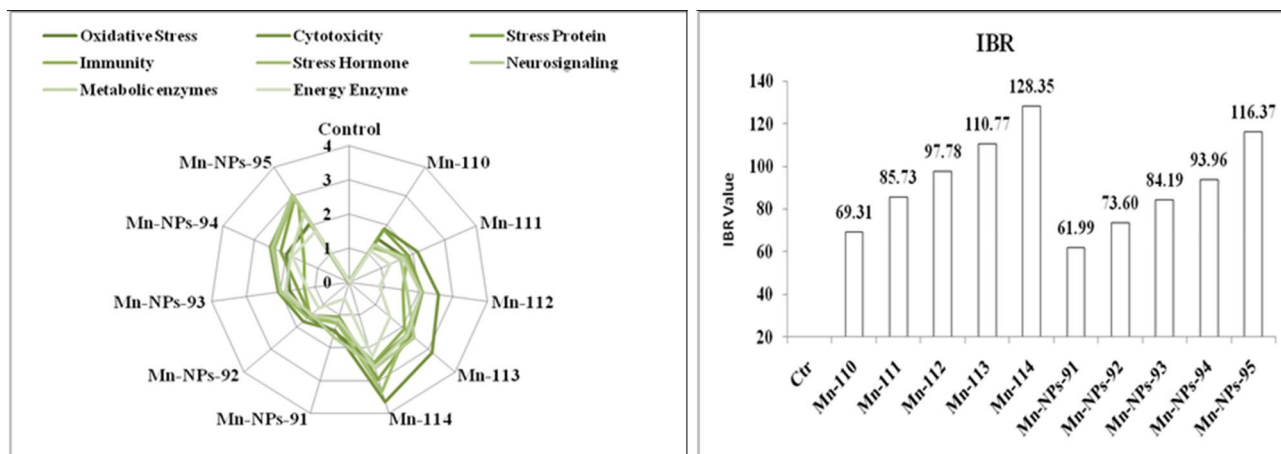 Oxidative Stress Cytotoxicity Stress Protein
Immunity Stress Hormone Neurosignaling
Metabolic enzymes Energy Enzyme
Control
Mn-110
Mn-111
Mn-112
Mn-113
Mn-114
Mn-NPs-91
Mn-NPs-92
Mn-NPs-93
Mn-NPs-94
Mn-NPs-95
4
3
2
1
0
IBR
IBR Value
140
120
100
80
60
40
20
69.31
85.73
97.78
110.77
128.35
61.99
73.60
84.19
93.96
116.37
Ctr
Mn-110
Mn-111
Mn-112
Mn-113
Mn-114
Mn-NPs-91
Mn-NPs-92
Mn-NPs-93
Mn-NPs-94
Mn-NPs-95